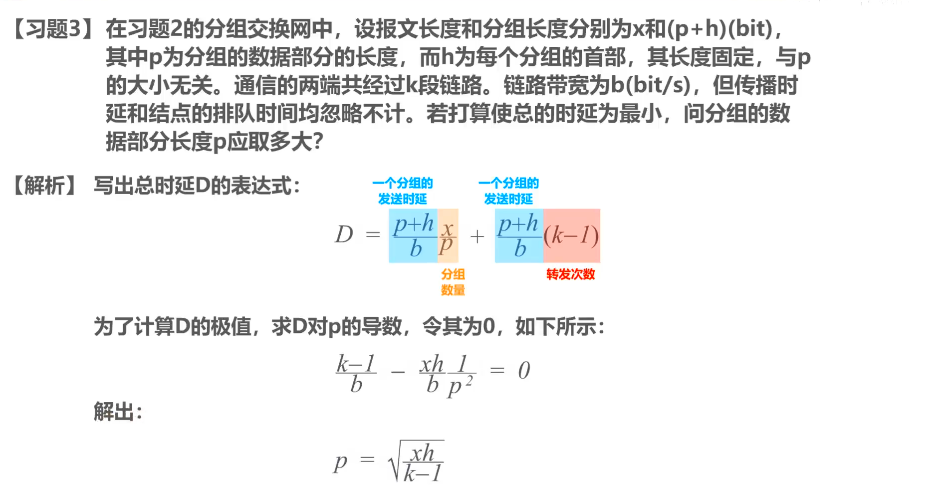 【习题3】在习题2的分组交换网中，设报文长度和分组长度分别为x和(p+h)(bit)，
其中p为分组的数据部分的长度，而h为每个分组的首部，其长度固定，与p
的大小无关。通信的两端共经过k段链路。链路带宽为b(bit/s)，但传播时
延和结点的排队时间均忽略不计。若打算使总的时延为最小，问分组的数
据部分长度p应取多大？
【解析】 写出总时延D的表达式：
一个分组的 一个分组的
发送时延 发送时延
D = \frac{p+h}{b} \frac{x}{p} + \frac{p+h}{b} (k-1)
分组 转发次数
数量
为了计算D的极值，求D对p的导数，令其为0，如下所示：
\frac{k-1}{b} - \frac{xh}{b} \frac{1}{p^2} = 0
解出：
p = \sqrt{\frac{xh}{k-1}}